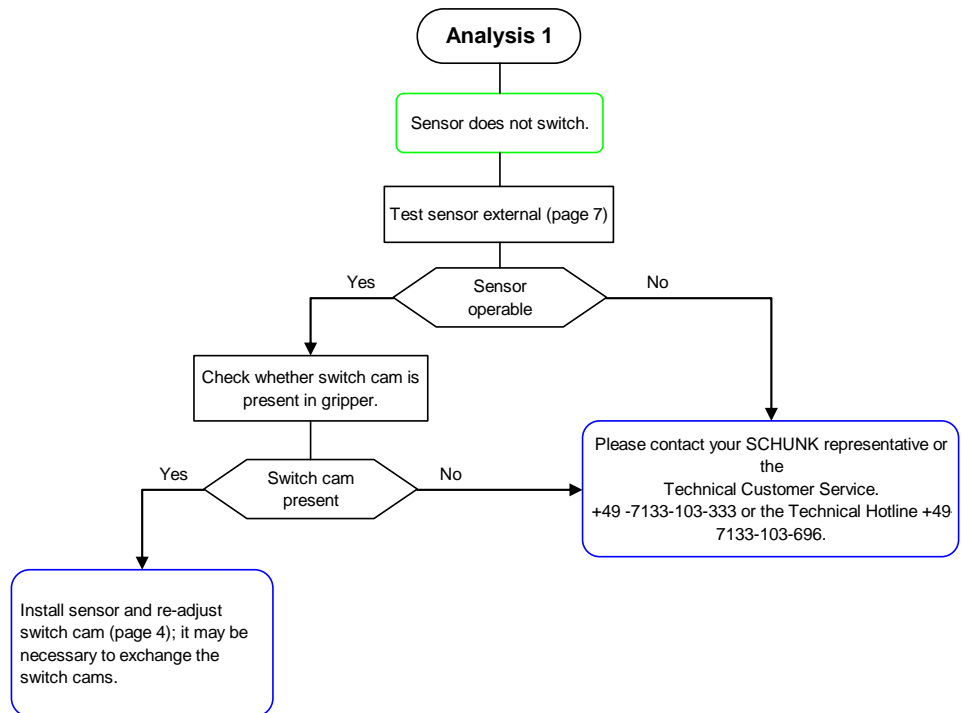 Analysis 1
Sensor does not switch.
Test sensor external (page 7)
Yes
Sensor
operable
No
Check whether switch cam is
present in gripper.
Yes
Switch cam
present
No
Please contact your SCHUNK representative or
the
Technical Customer Service.
+49 -7133-103-333 or the Technical Hotline +49-
7133-103-696.
Install sensor and re-adjust
switch cam (page 4); it may be
necessary to exchange the
switch cams.